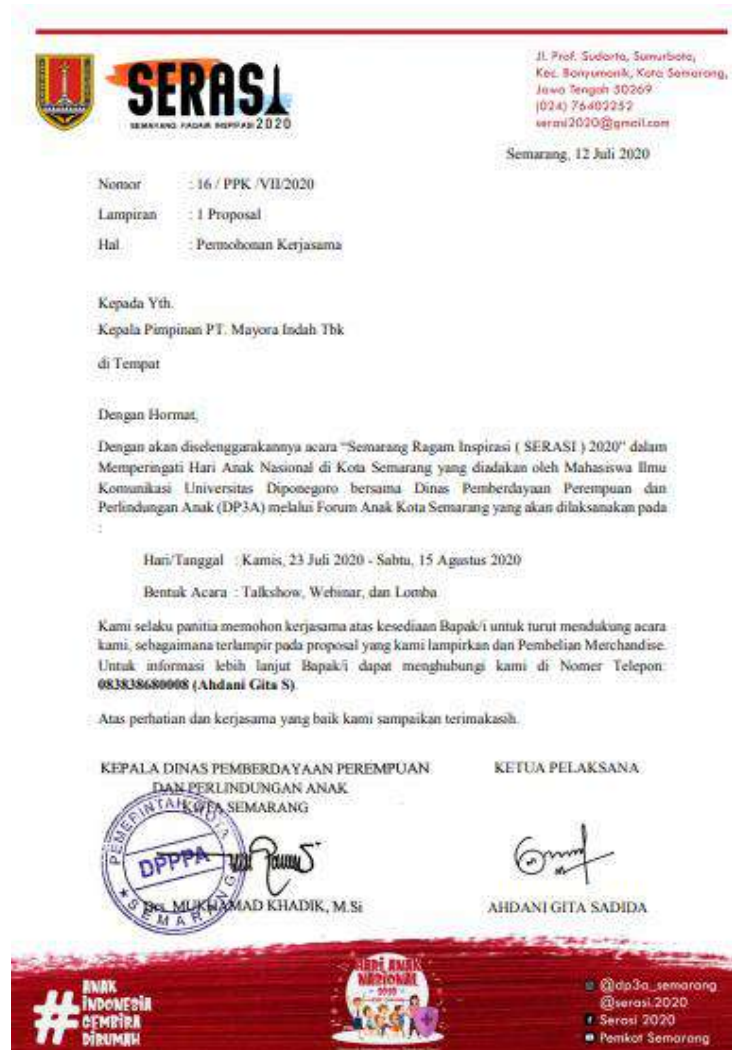 SERASI
SEMARANG RAGAM INSPIRASI 2020
Jl. Prof. Sudarto, Sumurboto,
Kec. Banyumanik, Kota Semarang,
Jawa Tengah 50269
(024) 76402252
serasi2020@gmail.com
Semarang, 12 Juli 2020
Nomor : 16 / PPK /VII/2020
Lampiran : 1 Proposal
Hal : Permohonan Kerjasama
Kepada Yth.
Kepala Pimpinan PT. Mayora Indah Tbk
di Tempat
Dengan Hormat,
Dengan akan diselenggarakannya acara “Semarang Ragam Inspirasi ( SERASI ) 2020” dalam
Memperingati Hari Anak Nasional di Kota Semarang yang diadakan oleh Mahasiswa Ilmu
Komunikasi Universitas Diponegoro bersama Dinas Pemberdayaan Perempuan dan
Perlindungan Anak (DP3A) melalui Forum Anak Kota Semarang yang akan dilaksanakan pada
:
Hari/Tanggal : Kamis, 23 Juli 2020 - Sabtu, 15 Agustus 2020
Bentuk Acara : Talkshow, Webinar, dan Lomba
Kami selaku panitia memohon kerjasama atas kesediaan Bapak/i untuk turut mendukung acara
kami, sebagaimana terlampir pada proposal yang kami lampirkan dan Pembelian Merchandise.
Untuk informasi lebih lanjut Bapak/i dapat menghubungi kami di Nomer Telepon:
083838680008 (Ahdani Gita S).
Atas perhatian dan kerjasama yang baik kami sampaikan terimakasih.
KEPALA DINAS PEMBERDAYAAN PEREMPUAN
DAN PERLINDUNGAN ANAK
KOTA SEMARANG
KETUA PELAKSANA
PEMERINTAH KOTA
DPPPA
SEMARANG
Drs. MUKHAMAD KHADIK, M.Si
AHDANI GITA SADIDA
#ANAK
INDONESIA
GEMBIRA
DIRUMAH
HARI ANAK
NASIONAL
2020
@dp3a_semarang
@serasi.2020
Serasi 2020
Pemkot Semarang